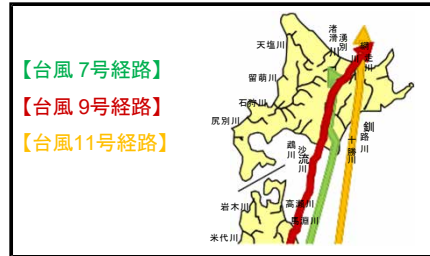 【台風 7号経路】
【台風 9号経路】
【台風11号経路】
渚滑川
湧別川
網走川
天塩川
留萌川
石狩川
尻別川
鵡川
沙流川
釧路川
十勝川
岩木川
高瀬川
馬淵川
米代川